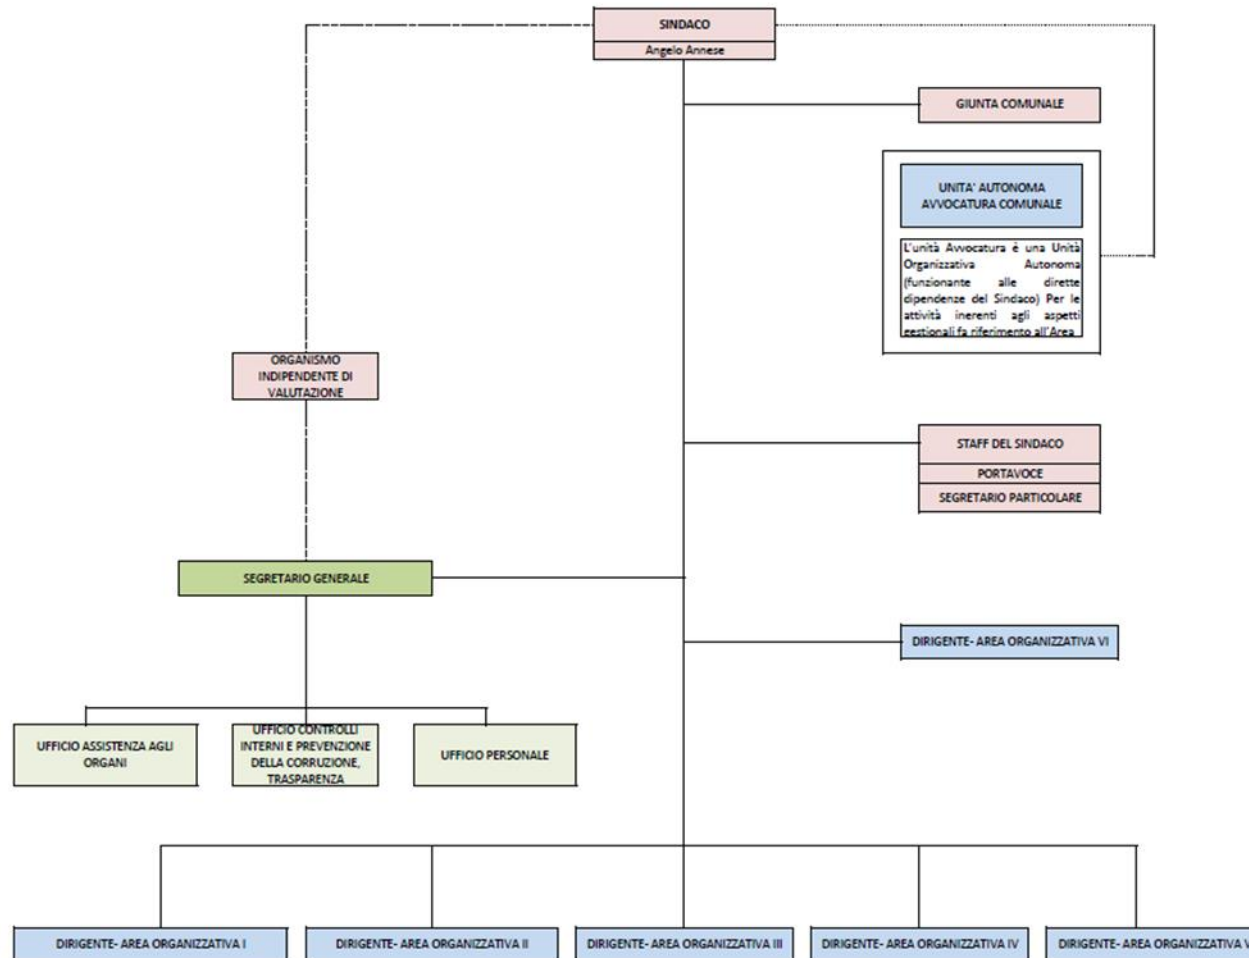 SINDACO
Angelo Annese
GIUNTA COMUNALE
UNITA' AUTONOMA
AVVOCATURA COMUNALE
L'unità Avvocatura è una Unità
Organizzativa Autonoma
(funzionante alle dirette
dipendenze del Sindaco) Per le
attività inerenti agli aspetti
gestionali fa riferimento all'Area
ORGANISMO
INDIPENDENTE DI
VALUTAZIONE
STAFF DEL SINDACO
PORTAVOCE
SEGRETARIO PARTICOLARE
SEGRETARIO GENERALE
DIRIGENTE- AREA ORGANIZZATIVA VI
UFFICIO ASSISTENZA AGLI
ORGANI
UFFICIO CONTROLLI
INTERNI E PREVENZIONE
DELLA CORRUZIONE,
TRASPARENZA
UFFICIO PERSONALE
DIRIGENTE- AREA ORGANIZZATIVA I
DIRIGENTE- AREA ORGANIZZATIVA II
DIRIGENTE- AREA ORGANIZZATIVA III
DIRIGENTE- AREA ORGANIZZATIVA IV
DIRIGENTE- AREA ORGANIZZATIVA V